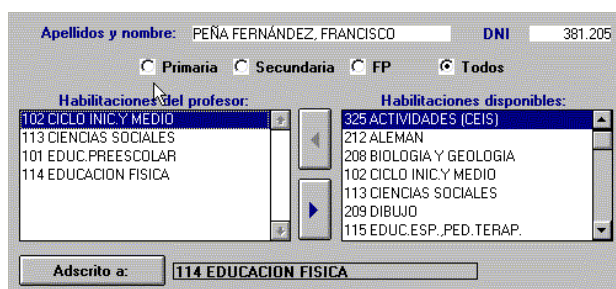 Apellidos y nombre: PEÑA FERNÁNDEZ, FRANCISCO DNI 381.205
Primaria Secundaria FP Todos
Habilitaciones del profesor:
102 CICLO INIC.Y MEDIO
113 CIENCIAS SOCIALES
101 EDUC.PREESCOLAR
114 EDUCACION FISICA
Habilitaciones disponibles:
325 ACTIVIDADES (CEIS)
212 ALEMAN
208 BIOLOGIA Y GEOLOGIA
102 CICLO INIC.Y MEDIO
113 CIENCIAS SOCIALES
209 DIBUJO
115 EDUC.ESP.,PED.TERAP.
Adscrito a: 114 EDUCACION FISICA